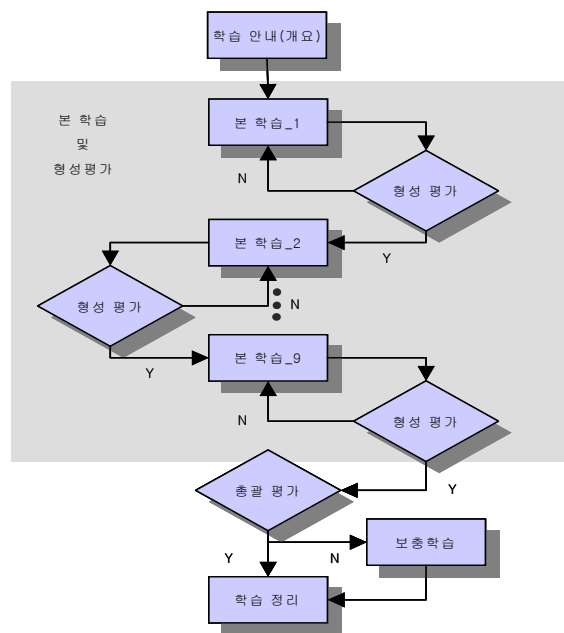 학습 안내(개요)
본 학습
및
형성평가
본 학습_1
형성 평가
N
Y
본 학습_2
형성 평가
N
Y
본 학습_9
형성 평가
N
Y
총괄 평가
보충학습
Y
N
학습 정리